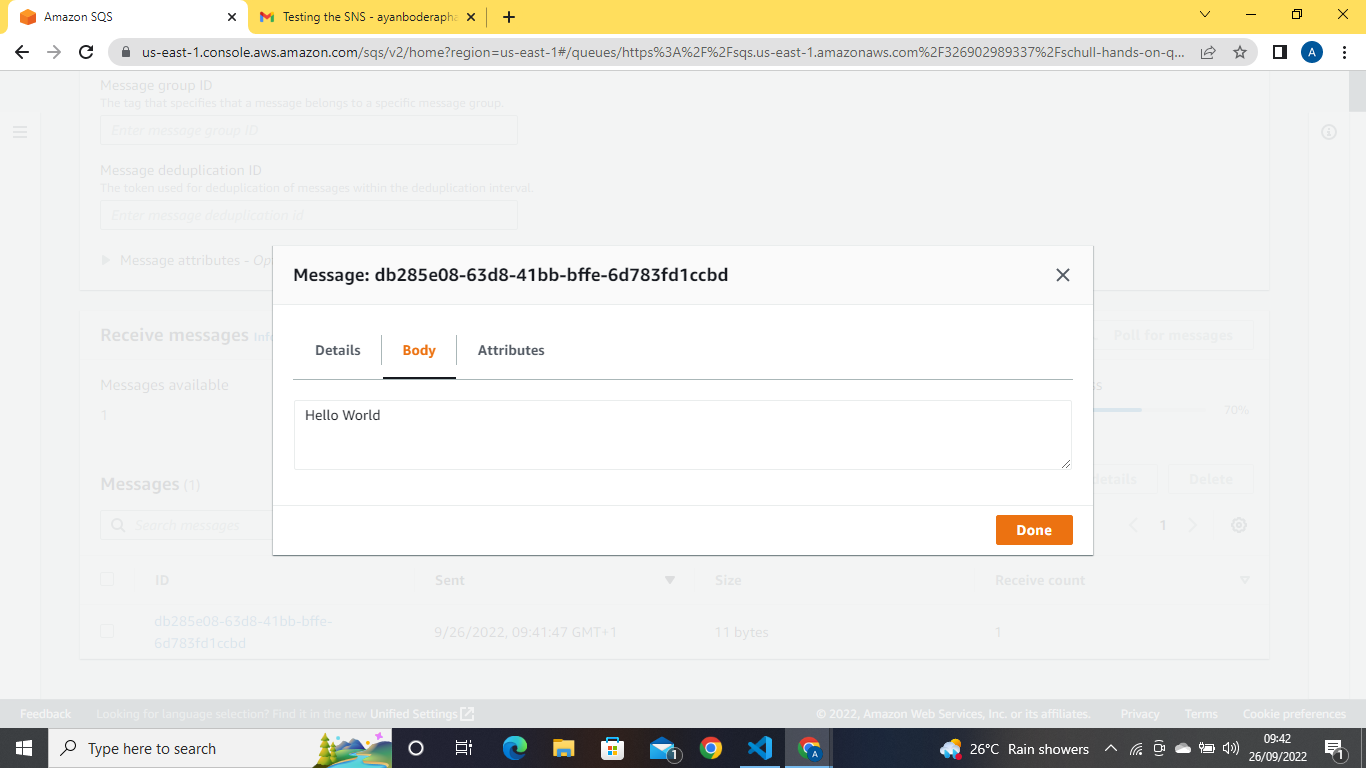 Amazon SQS
Testing the SNS - ayanboderapha
us-east-1.console.aws.amazon.com/sqs/v2/home?region=us-east-1#/queues/https%3A%2F%2Fsqs.us-east-1.amazonaws.com%2F326902989337%2Fschull-hands-on-q...
A
Message group ID
The tag that specifies that a message belongs to a specific message group.
Enter message group ID
Message deduplication ID
The token used for deduplication of messages within the deduplication interval.
Enter message deduplication id
Message attributes - Op
Message: db285e08-63d8-41bb-bffe-6d783fd1ccbd
Receive messages Info
Poll for messages
Details
Body
Attributes
Messages available
ss
1
70%
Hello World
Messages (1)
details
Delete
Search messages
1
Done
ID
Sent
Size
Receive count
db285e08-63d8-41bb-bffe-
6d783fd1ccbd
9/26/2022, 09:41:47 GMT+1
11 bytes
1
Feedback
Looking for language selection? Find it in the new Unified Settings
© 2022, Amazon Web Services, Inc. or its affiliates.
Privacy
Terms
Cookie preferences
Type here to search
1
A
26°C Rain showers
09:42
26/09/2022
1